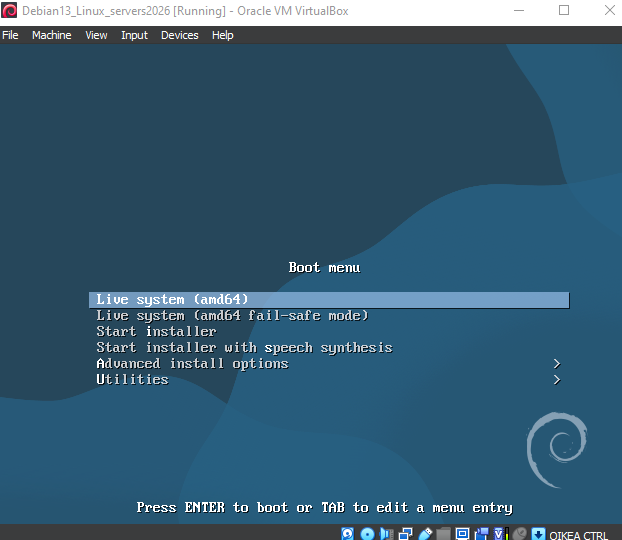 Debian13_Linux_servers2026 [Running] - Oracle VM VirtualBox
File Machine View Input Devices Help
Boot menu
Live system (amd64)
Live system (amd64 fail-safe mode)
Start installer
Start installer with speech synthesis
Advanced install options >
Utilities >
Press ENTER to boot or TAB to edit a menu entry
OIKEA CTRL